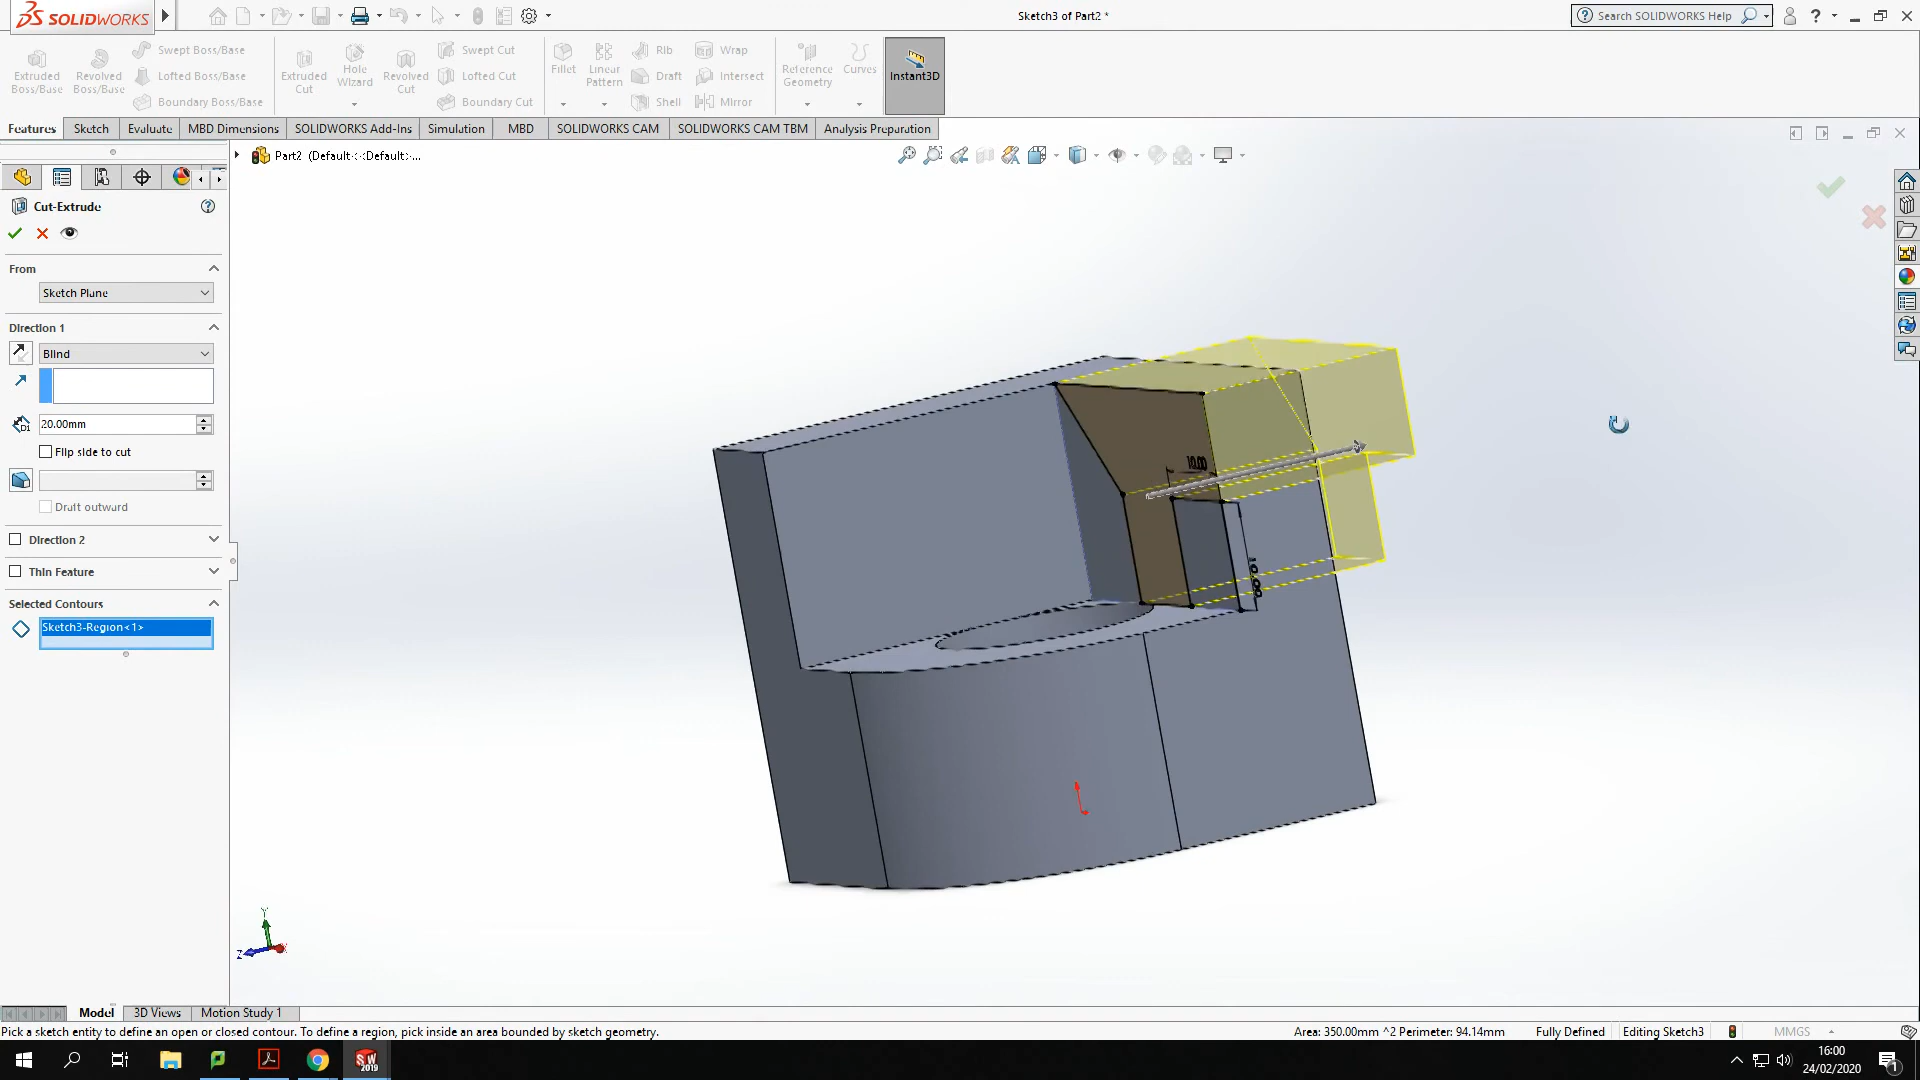 SOLIDWORKS
Sketch3 of Part2 *
Search SOLIDWORKS Help
Extruded Boss/Base
Revolved Boss/Base
Swept Boss/Base
Lofted Boss/Base
Boundary Boss/Base
Extruded Cut
Hole Wizard
Revolved Cut
Swept Cut
Lofted Cut
Boundary Cut
Fillet
Linear Pattern
Rib
Draft
Shell
Wrap
Intersect
Mirror
Reference Geometry
Curves
Instant3D
Features
Sketch
Evaluate
MBD Dimensions
SOLIDWORKS Add-Ins
Simulation
MBD
SOLIDWORKS CAM
SOLIDWORKS CAM TBM
Analysis Preparation
Part2 (Default<<Default>...
Cut-Extrude
From
Sketch Plane
Direction 1
Blind
D1
20.00mm
Flip side to cut
Draft outward
Direction 2
Thin Feature
Selected Contours
Sketch3-Region<1>
10.00
Y
Z
X
Model
3D Views
Motion Study 1
Pick a sketch entity to define an open or closed contour. To define a region, pick inside an area bounded by sketch geometry.
Area: 350.00mm ^2 Perimeter: 94.14mm
Fully Defined
Editing Sketch3
MMGS
SW 2019
16:00
24/02/2020
1